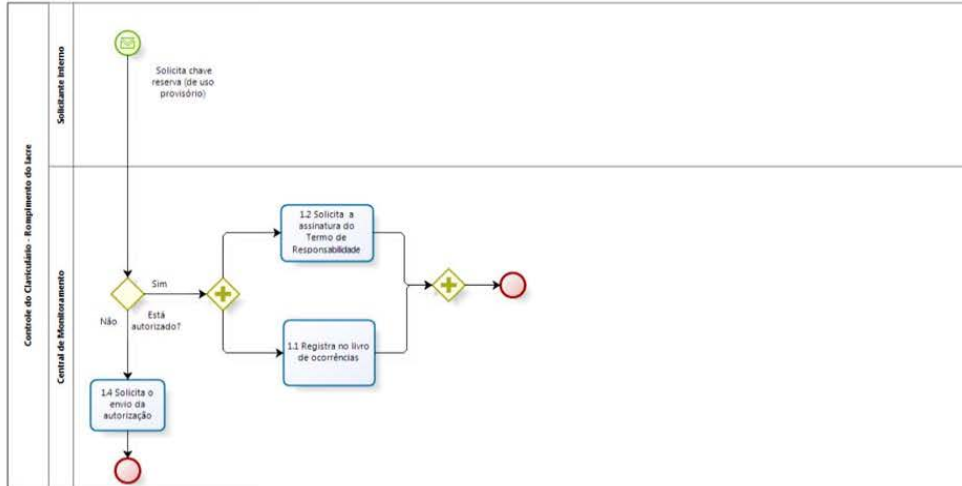 Controle do Claviculário - Rompimento do lacre
Solicitante Interno
Solicita chave
reserva (de uso
provisório)
Central de Monitoramento
1.2 Solicita a
assinatura do
Termo de
Responsabilidade
Sim
Está
autorizado?
Não
1.1 Registra no livro
de ocorrências
1.4 Solicita o
envio da
autorização